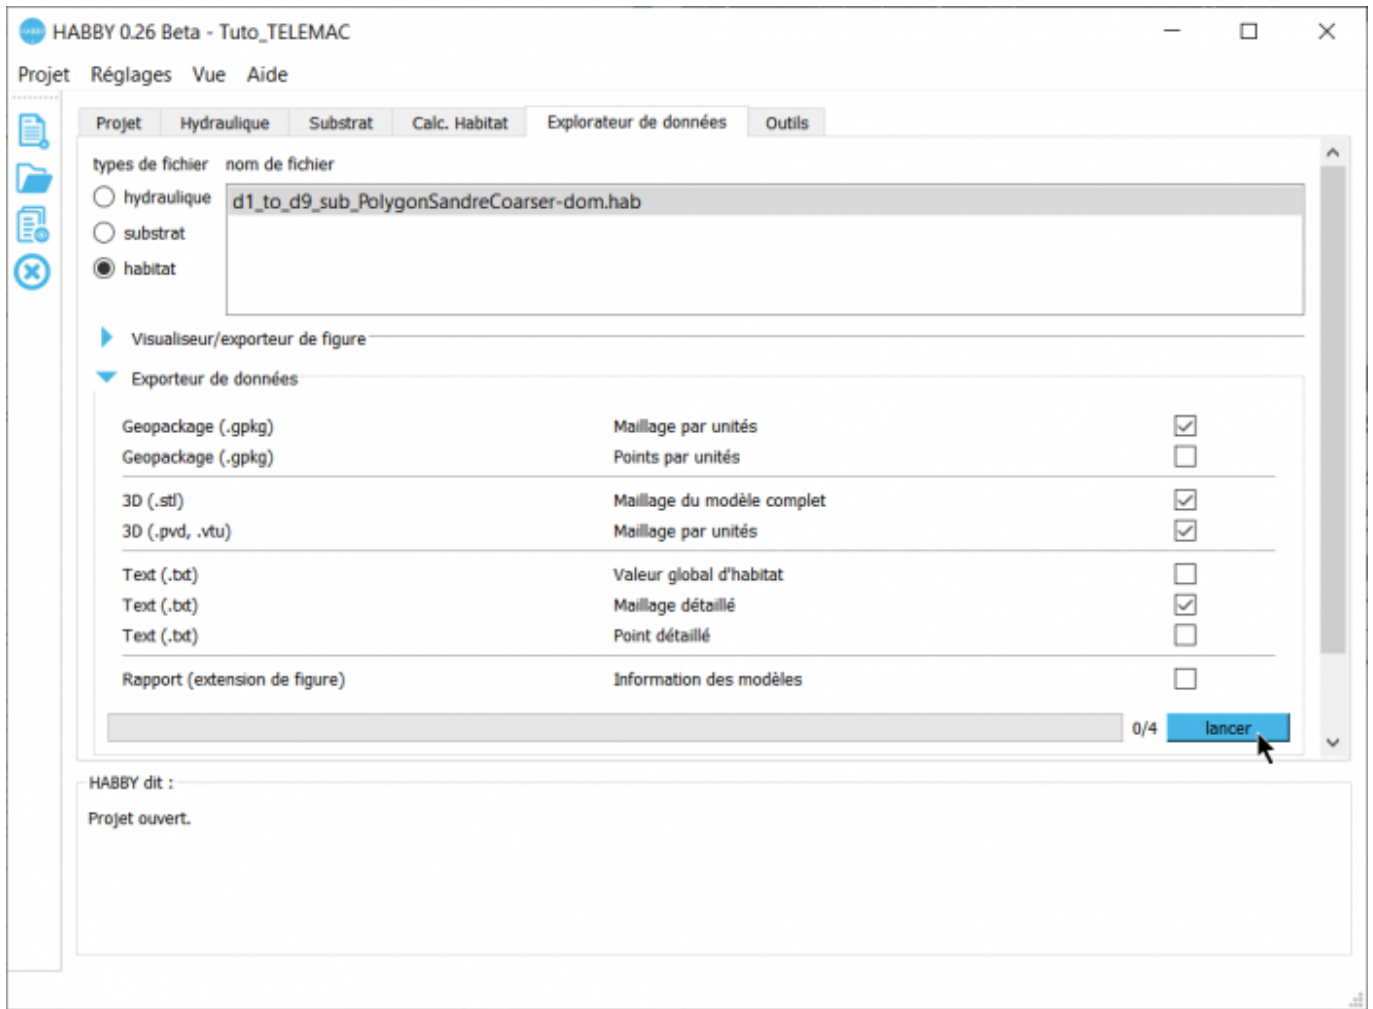 HABBY 0.26 Beta - Tuto_TELEMAC
Projet Réglages Vue Aide
Projet Hydraulique Substrat Calc. Habitat Explorateur de données Outils
types de fichier nom de fichier
hydraulique
d1_to_d9_sub_PolygonSandreCoarser-dom.hab
substrat
habitat
Visualiseur/exporteur de figure
Exporteur de données
Geopackage (.gpkg) Maillage par unités
Geopackage (.gpkg) Points par unités
3D (.stl) Maillage du modèle complet
3D (.pvd, .vtu) Maillage par unités
Text (.txt) Valeur global d'habitat
Text (.txt) Maillage détaillé
Text (.txt) Point détaillé
Rapport (extension de figure) Information des modèles
0/4 lancer
HABBY dit :
Projet ouvert.